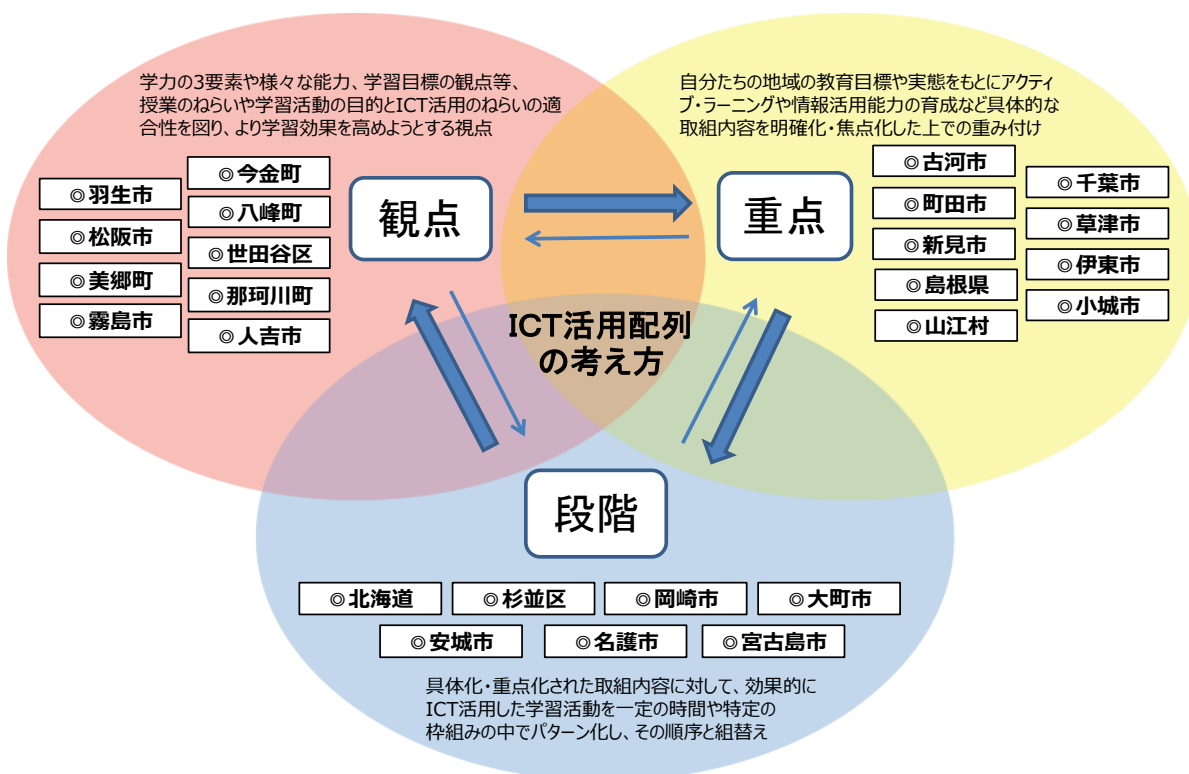 学力の3要素や様々な能力、学習目標の観点等、
授業のねらいや学習活動の目的とICT活用のねらいの適
合性を図り、より学習効果を高めようとする視点
◎羽生市
◎松阪市
◎美郷町
◎霧島市
◎今金町
◎八峰町
◎世田谷区
◎那珂川町
◎人吉市
観点
自分たちの地域の教育目標や実態をもとにアクティ
ブ・ラーニングや情報活用能力の育成など具体的な
取組内容を明確化・焦点化した上での重み付け
重点
◎古河市
◎町田市
◎新見市
◎島根県
◎山江村
◎千葉市
◎草津市
◎伊東市
◎小城市
ICT活用配列
の考え方
段階
◎北海道
◎杉並区
◎岡崎市
◎大町市
◎安城市
◎名護市
◎宮古島市
具体化・重点化された取組内容に対して、効果的に
ICT活用した学習活動を一定の時間や特定の
枠組みの中でパターン化し、その順序と組替え